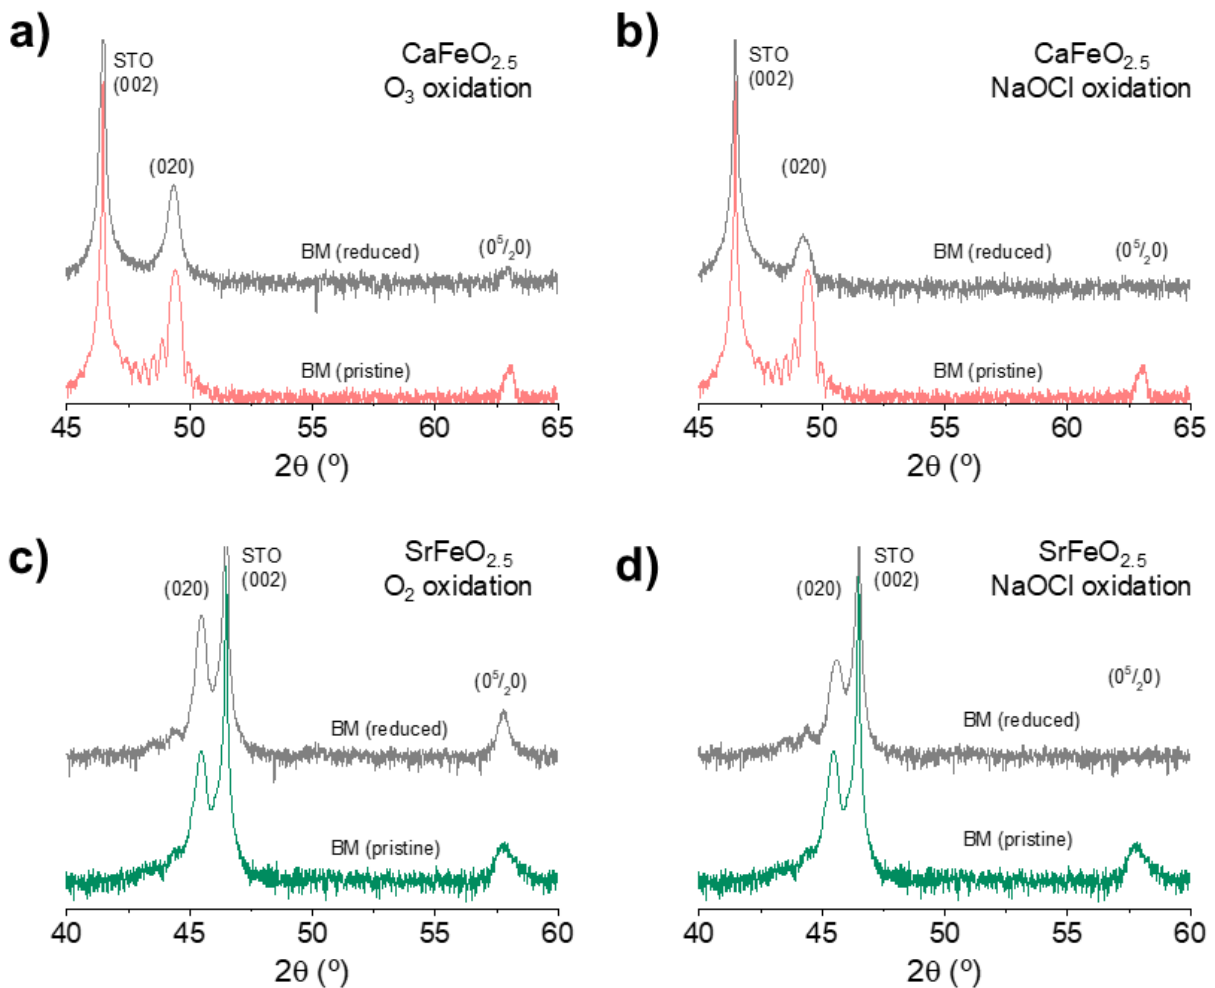 a)
CaFeO2.5
O3 oxidation
STO
(002)
(020)
BM (reduced)
(0⁵/₂0)
BM (pristine)
45 50 55 60 65
2θ (º)
b)
CaFeO2.5
NaOCl oxidation
STO
(002)
(020)
BM (reduced)
(0⁵/₂0)
BM (pristine)
45 50 55 60 65
2θ (º)
c)
SrFeO2.5
O2 oxidation
STO
(002)
(020)
(0⁵/₂0)
BM (reduced)
BM (pristine)
40 45 50 55 60
2θ (º)
d)
SrFeO2.5
NaOCl oxidation
STO
(002)
(020)
(0⁵/₂0)
BM (reduced)
BM (pristine)
40 45 50 55 60
2θ (º)